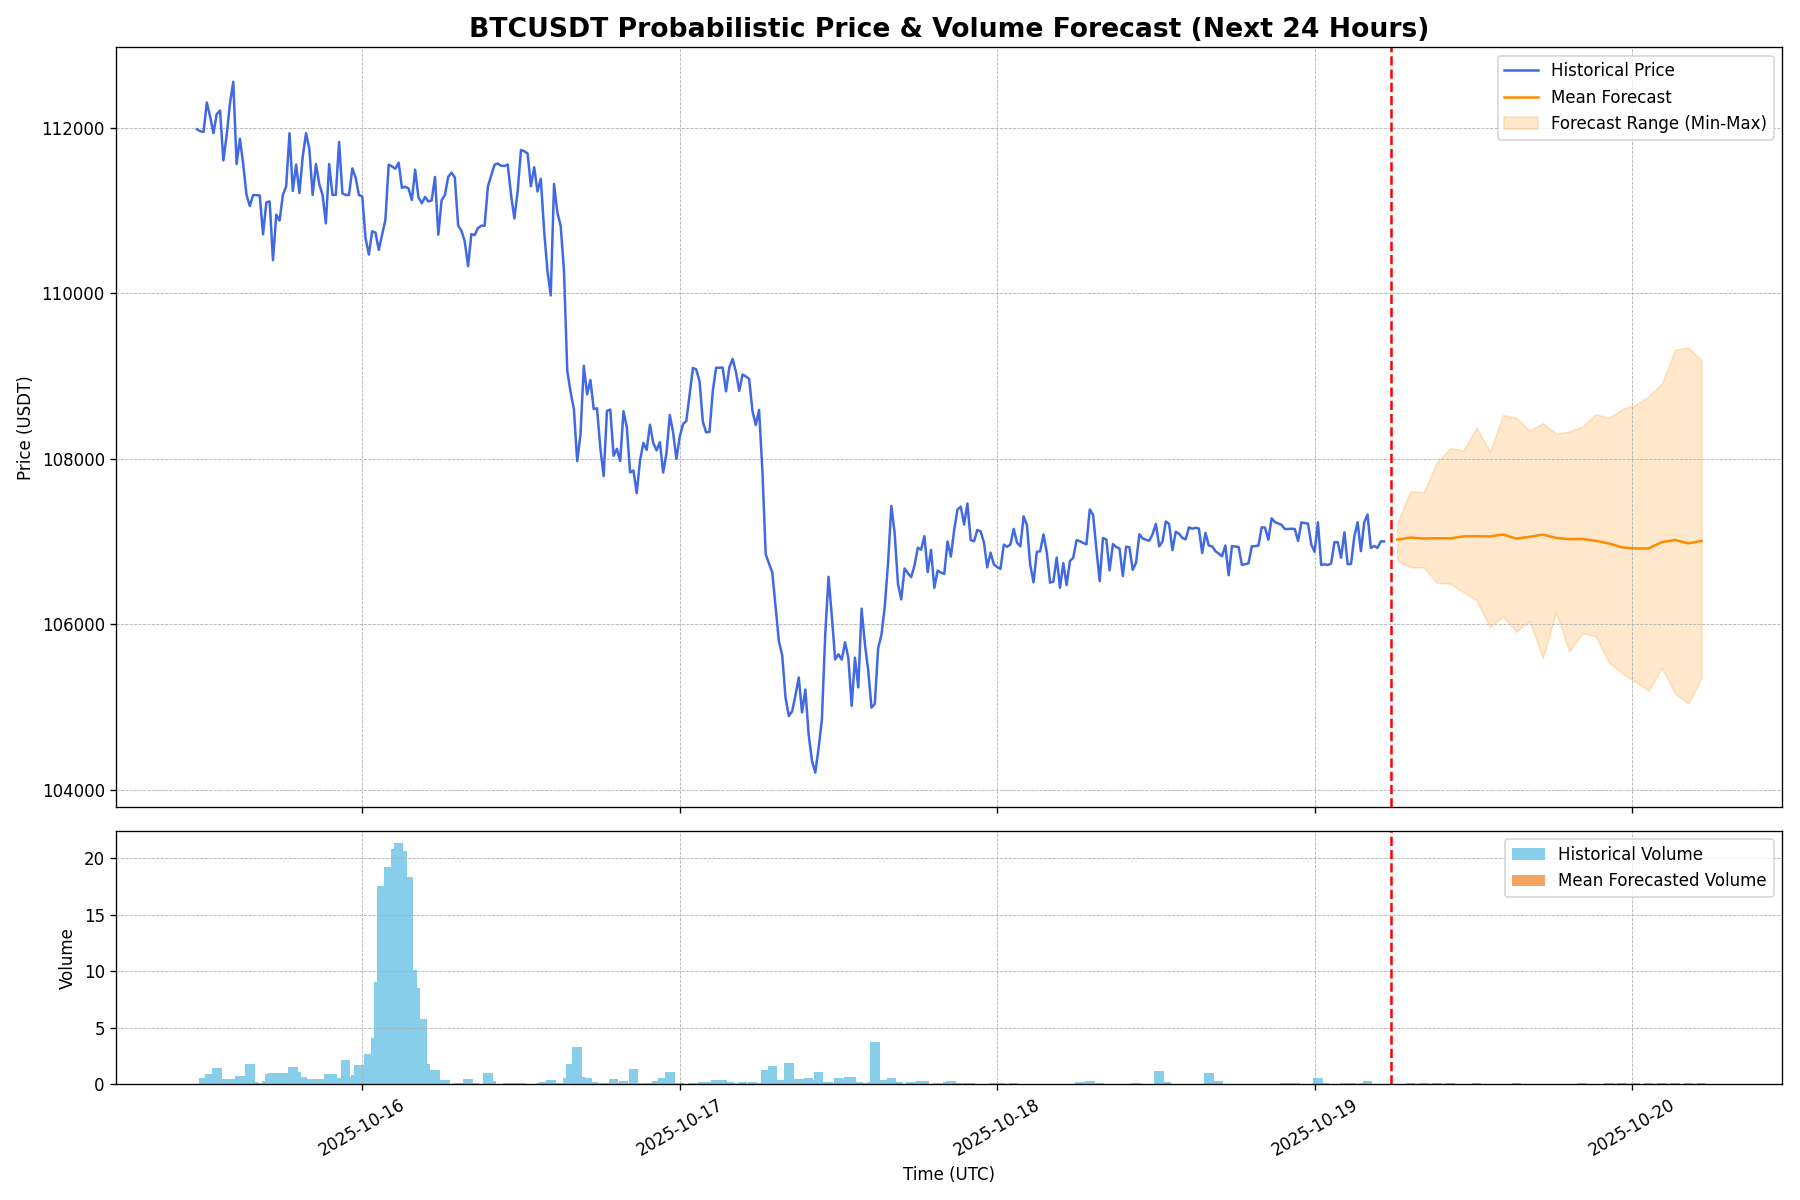 BTCUSDT Probabilistic Price & Volume Forecast (Next 24 Hours)
Historical Price
Mean Forecast
Forecast Range (Min-Max)
112000
110000
108000
106000
104000
Price (USDT)
Historical Volume
Mean Forecasted Volume
20
15
10
5
0
Volume
2025-10-16
2025-10-17
2025-10-18
2025-10-19
2025-10-20
Time (UTC)